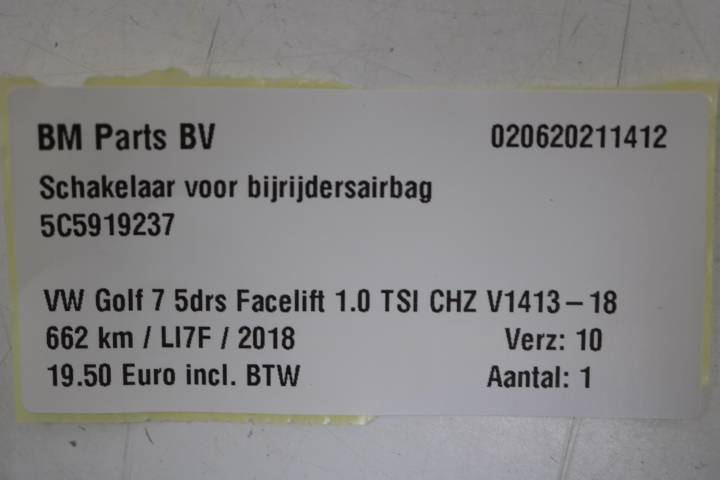 BM Parts BV 020620211412
Schakelaar voor bijrijdersairbag
5C5919237
VW Golf 7 5drs Facelift 1.0 TSI CHZ V1413-18
662 km / LI7F / 2018 Verz: 10
19.50 Euro incl. BTW Aantal: 1